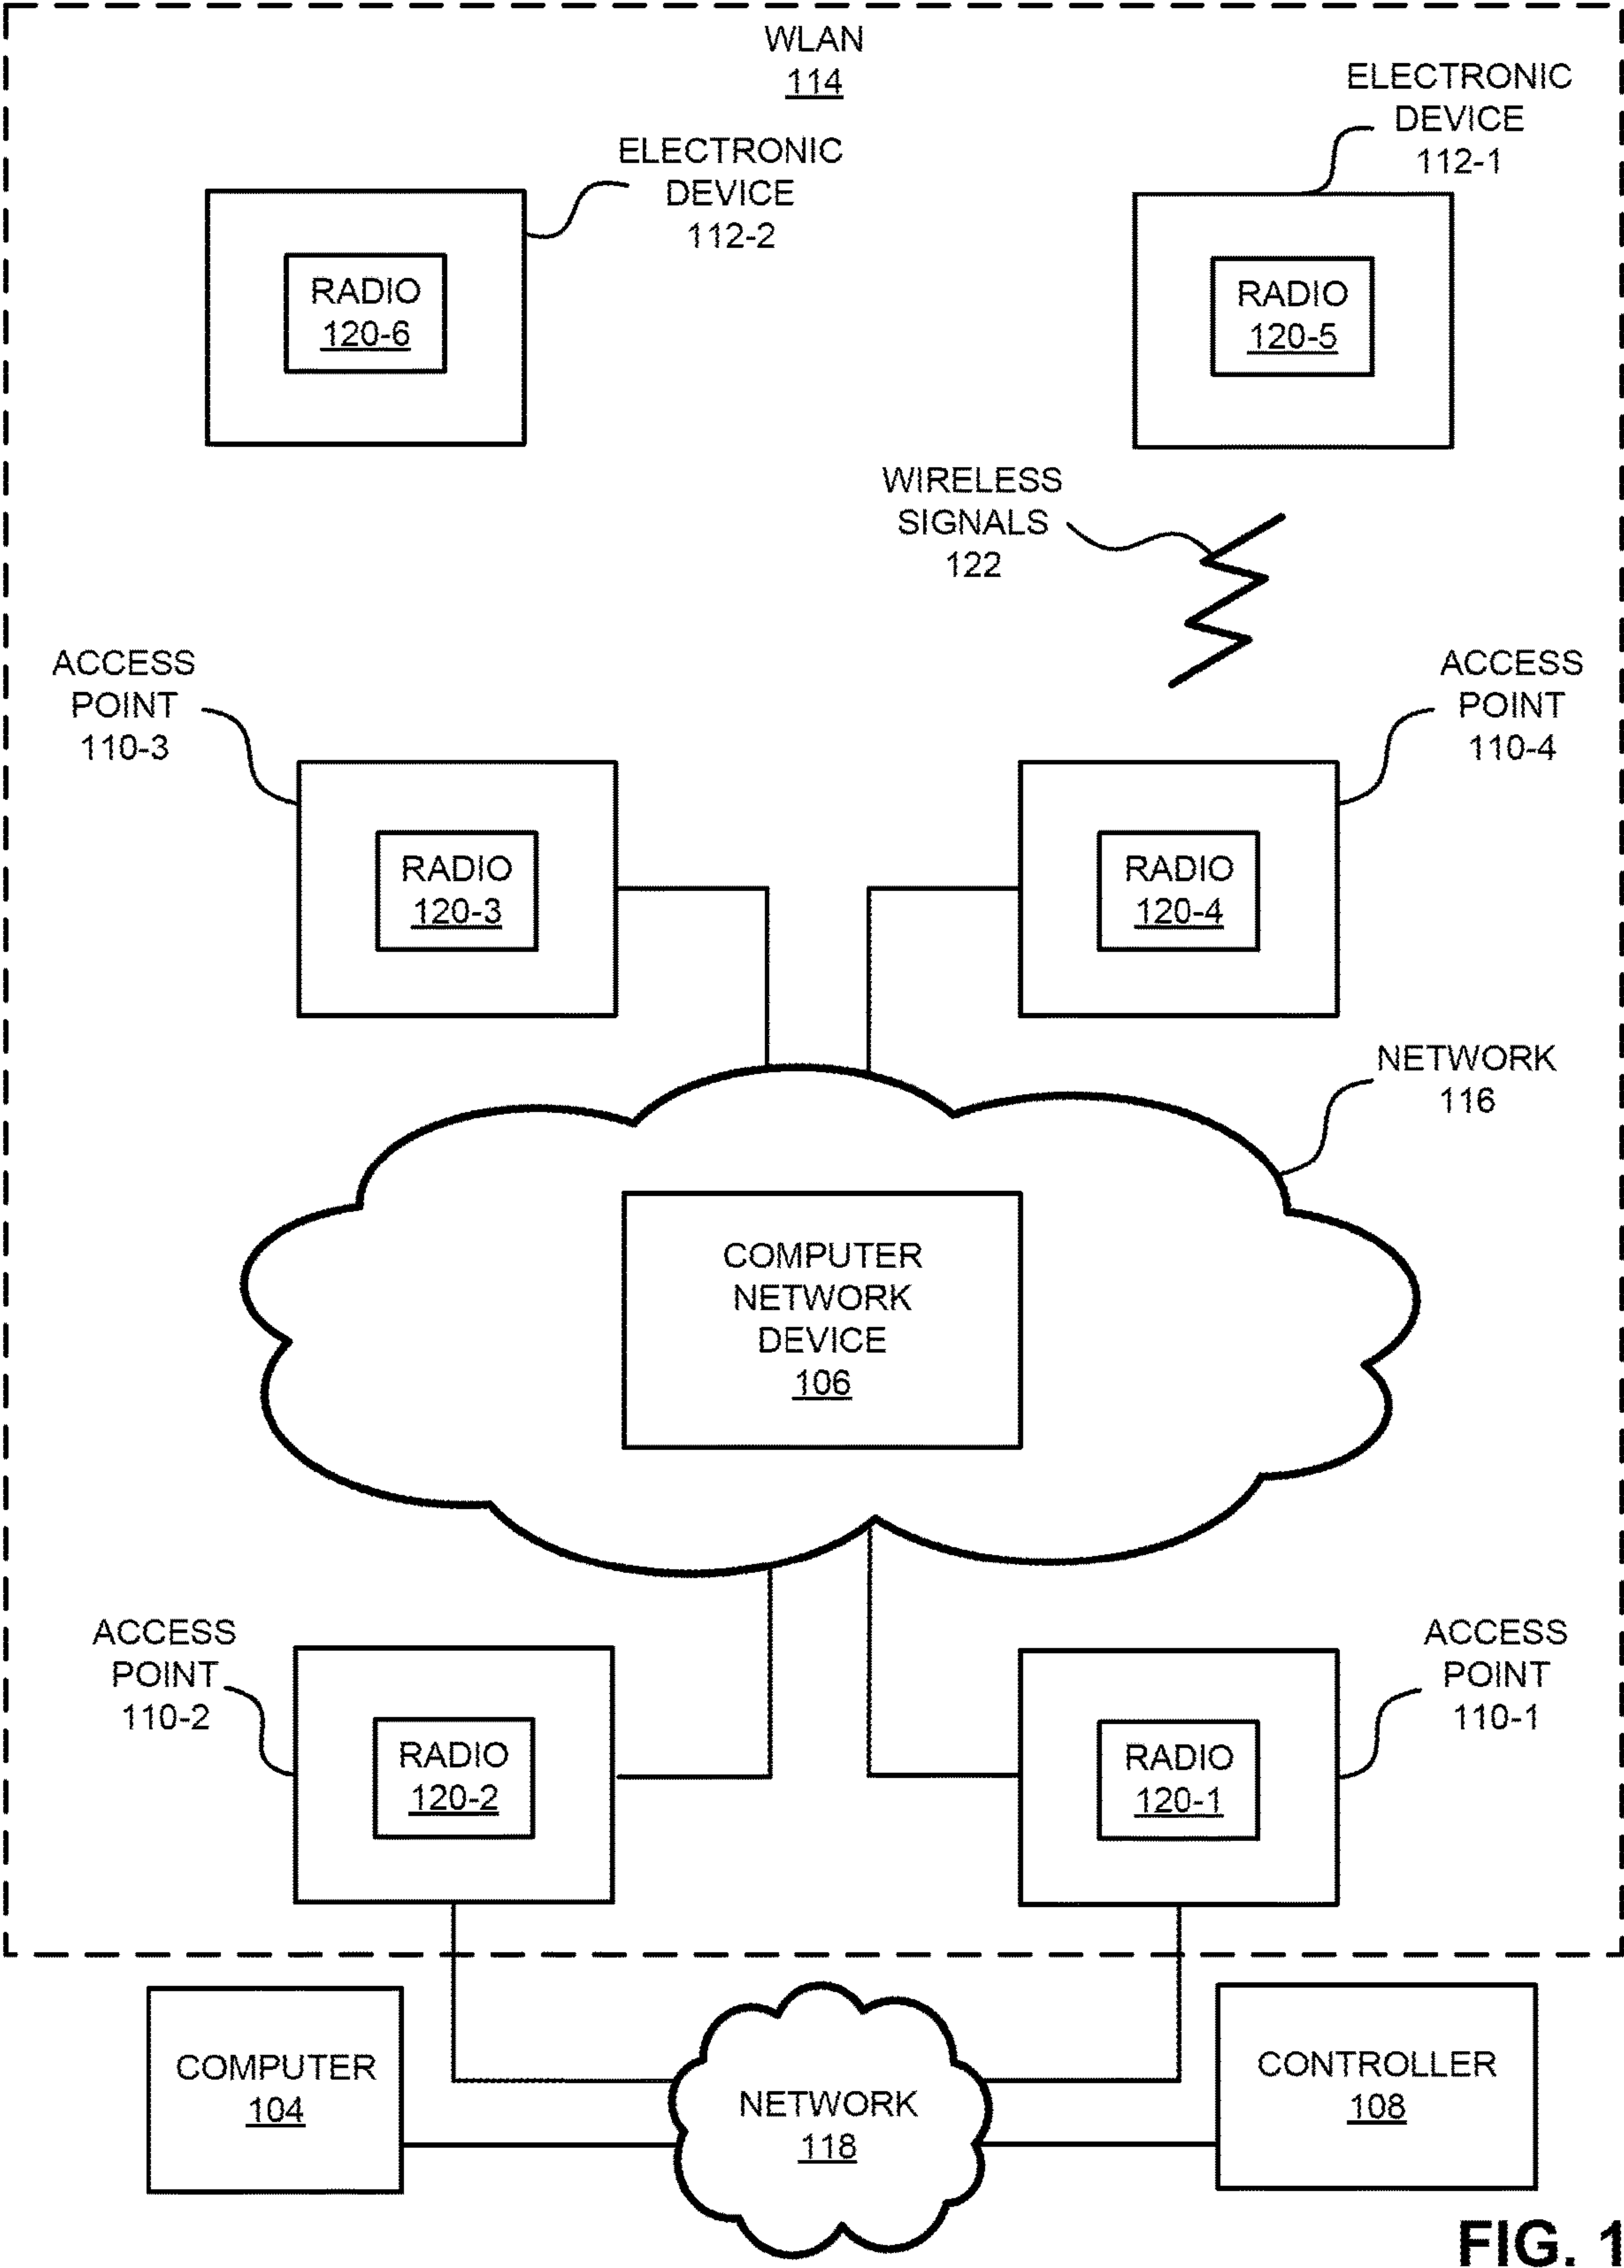 WLAN
114
ELECTRONIC
DEVICE
112-1
ELECTRONIC
DEVICE
112-2
RADIO
120-6
RADIO
120-5
WIRELESS
SIGNALS
122
ACCESS
POINT
110-3
ACCESS
POINT
110-4
RADIO
120-3
RADIO
120-4
NETWORK
116
COMPUTER
NETWORK
DEVICE
106
ACCESS
POINT
110-2
ACCESS
POINT
110-1
RADIO
120-2
RADIO
120-1
COMPUTER
104
NETWORK
118
CONTROLLER
108
FIG. 1